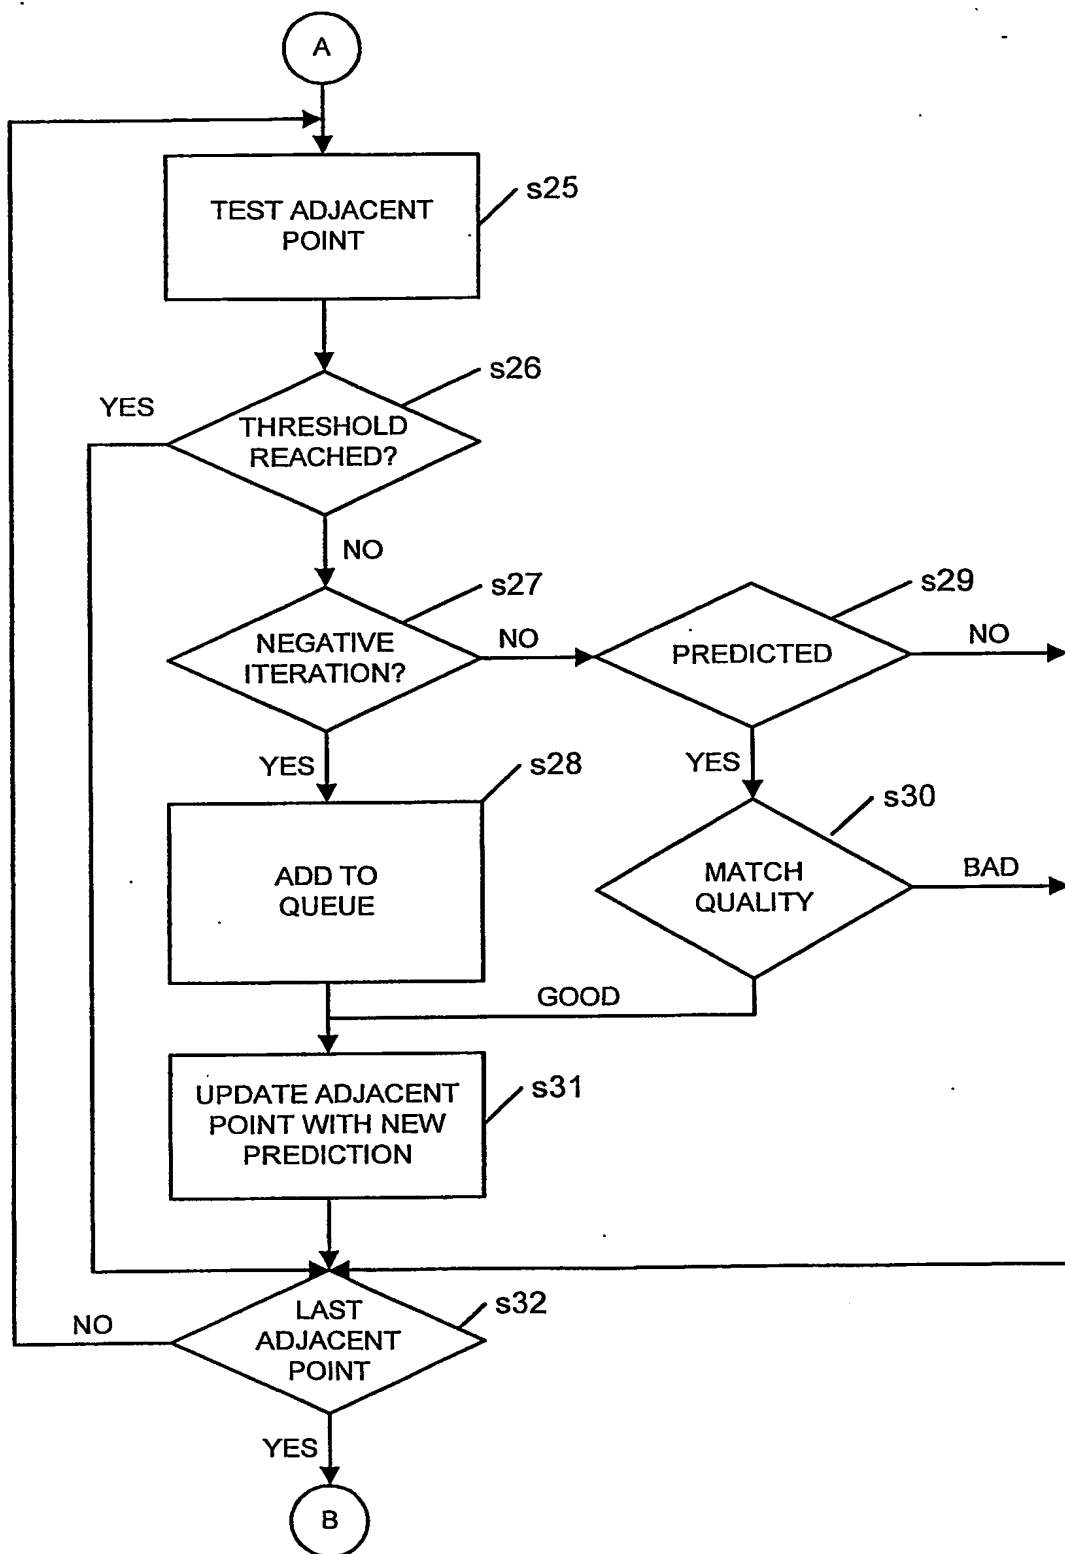 A
TEST ADJACENT
POINT
s25
s26
YES
THRESHOLD
REACHED?
NO
s27
NEGATIVE
ITERATION?
NO
s29
PREDICTED
NO
YES
s28
ADD TO
QUEUE
YES
s30
MATCH
QUALITY
BAD
GOOD
UPDATE ADJACENT
POINT WITH NEW
PREDICTION
s31
s32
LAST
ADJACENT
POINT
NO
YES
B